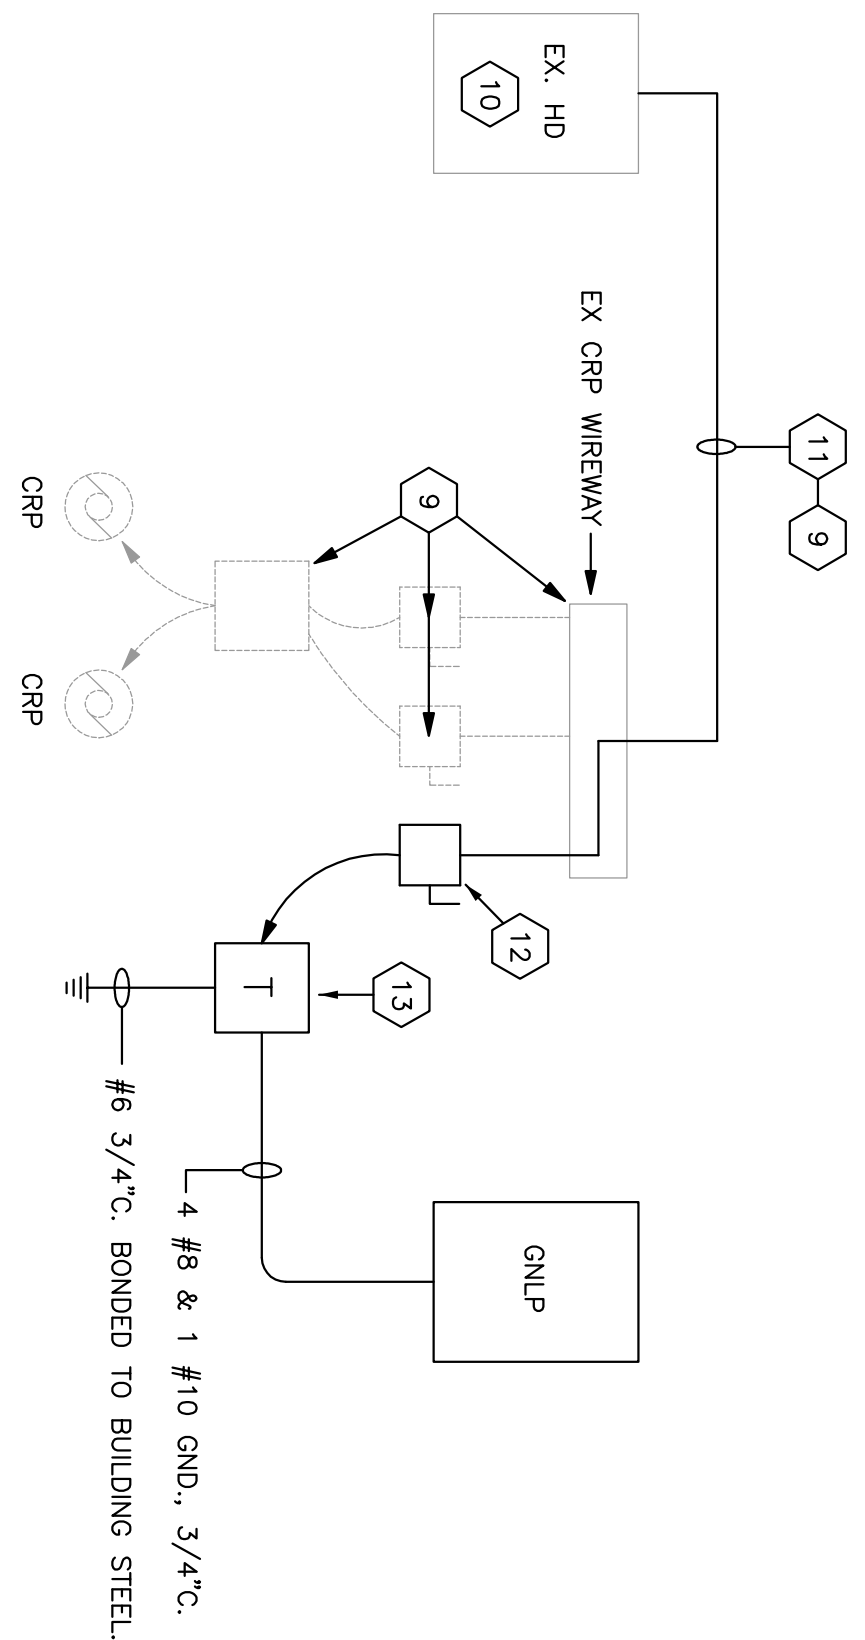 EX. HD
10
11
9
EX CRP WIREWAY
9
CRP
CRP
12
13
T
GNLP
4 #8 & 1 #10 GND., 3/4"C.
#6 3/4"C. BONDED TO BUILDING STEEL.